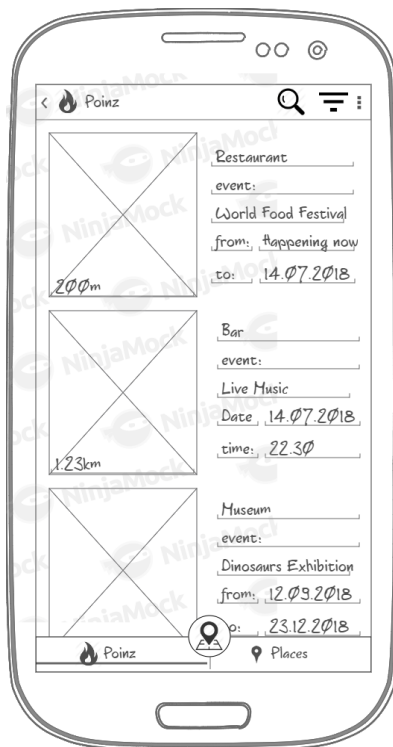 Poinz
Restaurant
event:
World Food Festival
from: Happening now
to: 14.07.2018
200m
Bar
event:
Live Music
Date 14.07.2018
time: 22.30
1.23km
Museum
event:
Dinosaurs Exhibition
from: 12.09.2018
to: 23.12.2018
Poinz
Places
NinjaMock